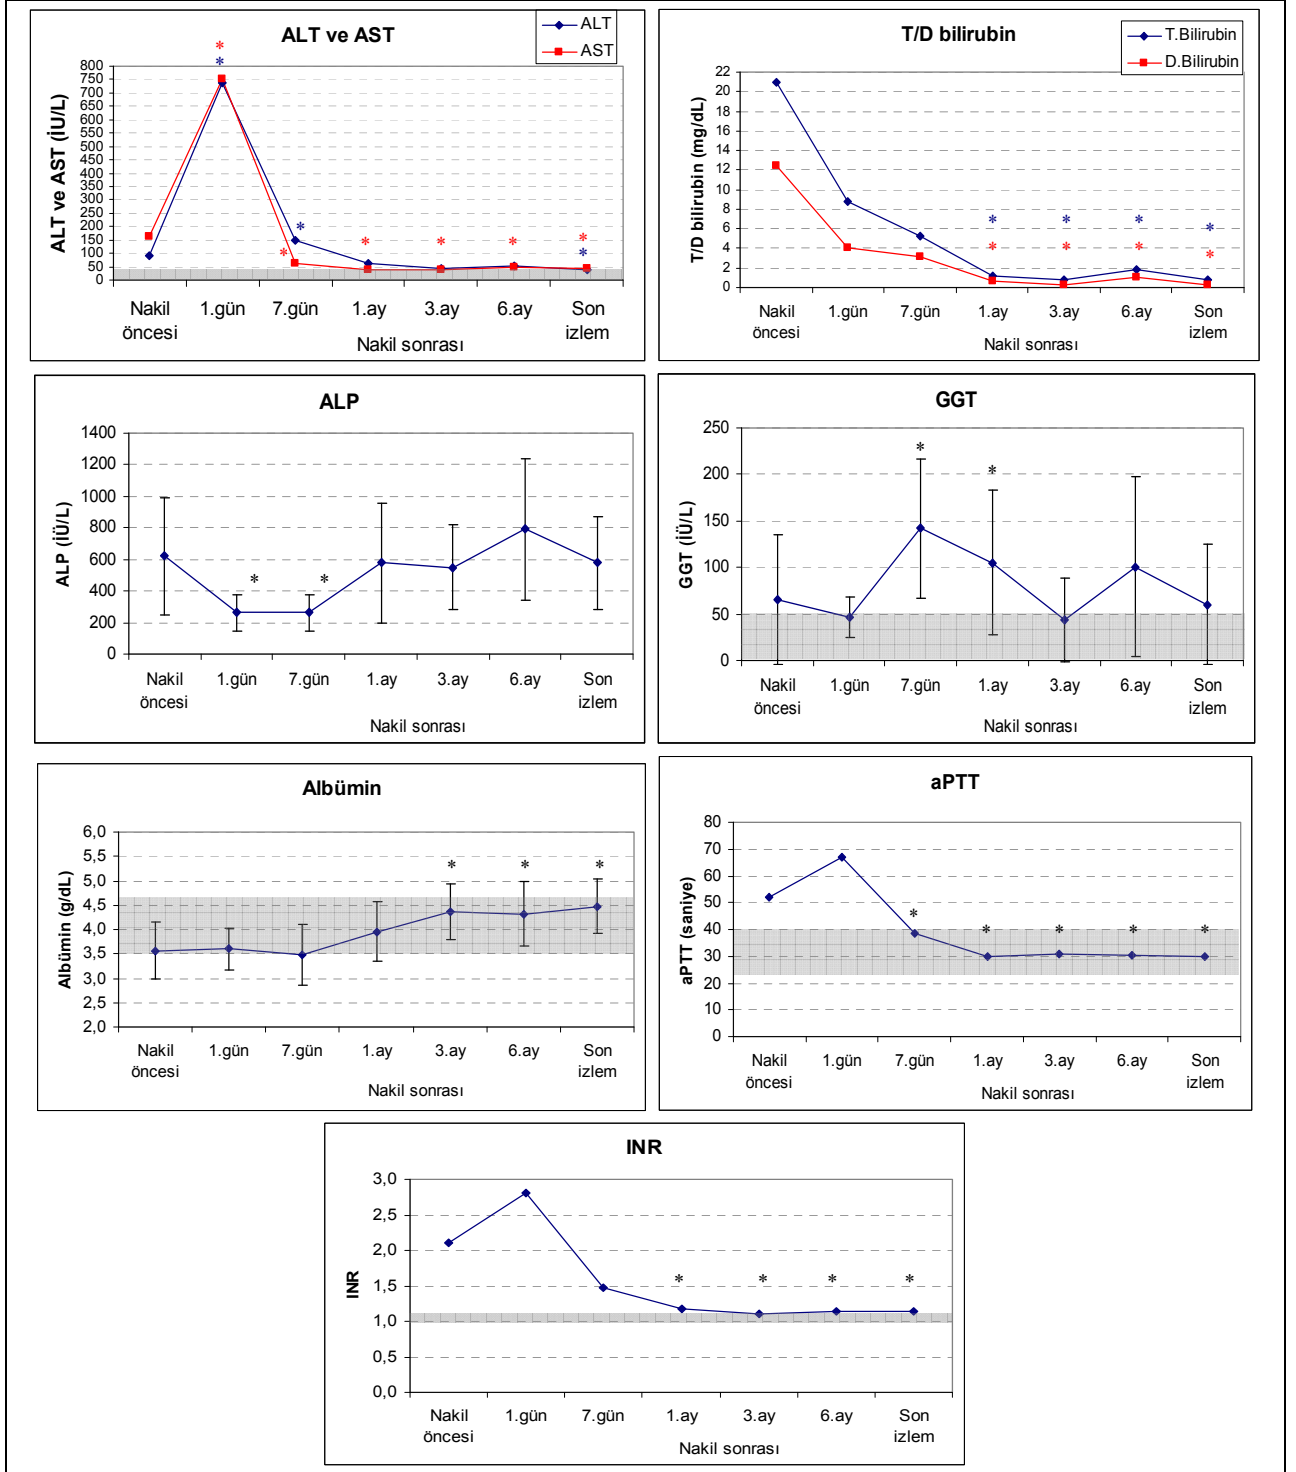 ALT ve AST
ALT
AST
ALT ve AST (İU/L)
800
750
700
650
600
550
500
450
400
350
300
250
200
150
100
50
0
*
*
*
*
*
*
*
*
*
Nakil öncesi
1.gün
7.gün
1.ay
3.ay
6.ay
Son izlem
Nakil sonrası
T/D bilirubin
T.Bilirubin
D.Bilirubin
T/D bilirubin (mg/dL)
22
20
18
16
14
12
10
8
6
4
2
0
* * * *
* * * *
Nakil öncesi
1.gün
7.gün
1.ay
3.ay
6.ay
Son izlem
Nakil sonrası
ALP
ALP (İÜ/L)
1400
1200
1000
800
600
400
200
0
* *
Nakil öncesi
1.gün
7.gün
1.ay
3.ay
6.ay
Son izlem
Nakil sonrası
GGT
GGT (İÜ/L)
250
200
150
100
50
0
* *
Nakil öncesi
1.gün
7.gün
1.ay
3.ay
6.ay
Son izlem
Nakil sonrası
Albümin
Albümin (g/dL)
6,0
5,5
5,0
4,5
4,0
3,5
3,0
2,5
2,0
* * *
Nakil öncesi
1.gün
7.gün
1.ay
3.ay
6.ay
Son izlem
Nakil sonrası
aPTT
aPTT (saniye)
80
70
60
50
40
30
20
10
0
* * * * *
Nakil öncesi
1.gün
7.gün
1.ay
3.ay
6.ay
Son izlem
Nakil sonrası
INR
INR
3,0
2,5
2,0
1,5
1,0
0,5
0,0
* * * *
Nakil öncesi
1.gün
7.gün
1.ay
3.ay
6.ay
Son izlem
Nakil sonrası